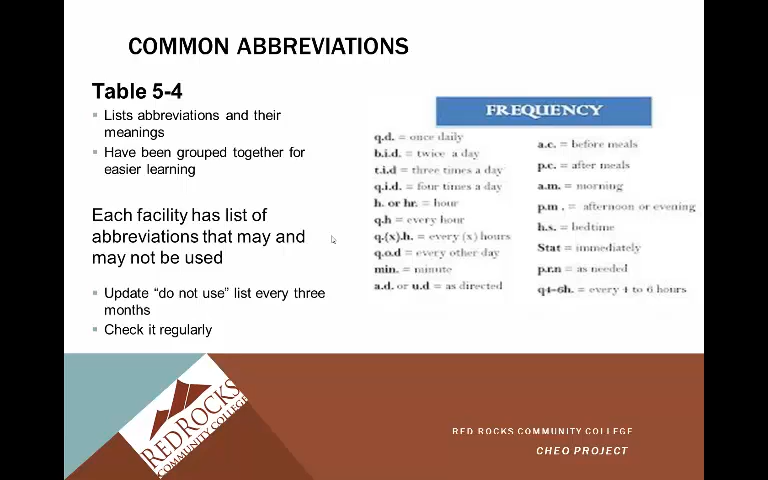 COMMON ABBREVIATIONS
Table 5-4
Lists abbreviations and their
meanings
Have been grouped together for
easier learning
Each facility has list of
abbreviations that may and
may not be used
Update “do not use” list every three
months
Check it regularly
FREQUENCY
q.d. = once daily
b.i.d. = twice a day
t.i.d = three times a day
q.i.d. = four times a day
h. or hr. = hour
q.h = every hour
q.(x).h. = every (x) hours
q.o.d = every other day
min. = minute
a.d. or u.d = as directed
a.c. = before meals
p.c. = after meals
a.m. = morning
p.m . = afternoon or evening
h.s. = bedtime
Stat = immediately
p.r.n = as needed
q4-6h. = every 4 to 6 hours
RED ROCKS
COMMUNITY COLLEGE
RED ROCKS COMMUNITY COLLEGE
CHEO PROJECT